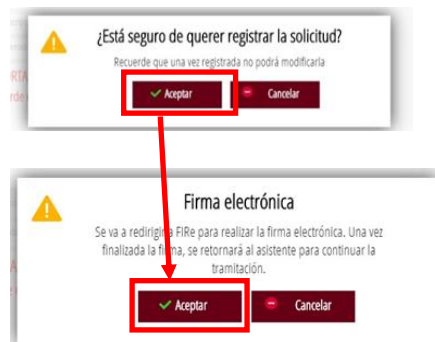 ¿Está seguro de querer registrar la solicitud?
Recuerde que una vez registrada no podrá modificarla
Aceptar
Cancelar
Firma electrónica
Se va a redirigir a FIRe para realizar la firma electrónica. Una vez
finalizada la firma, se retornará al asistente para continuar la
tramitación.
Aceptar
Cancelar